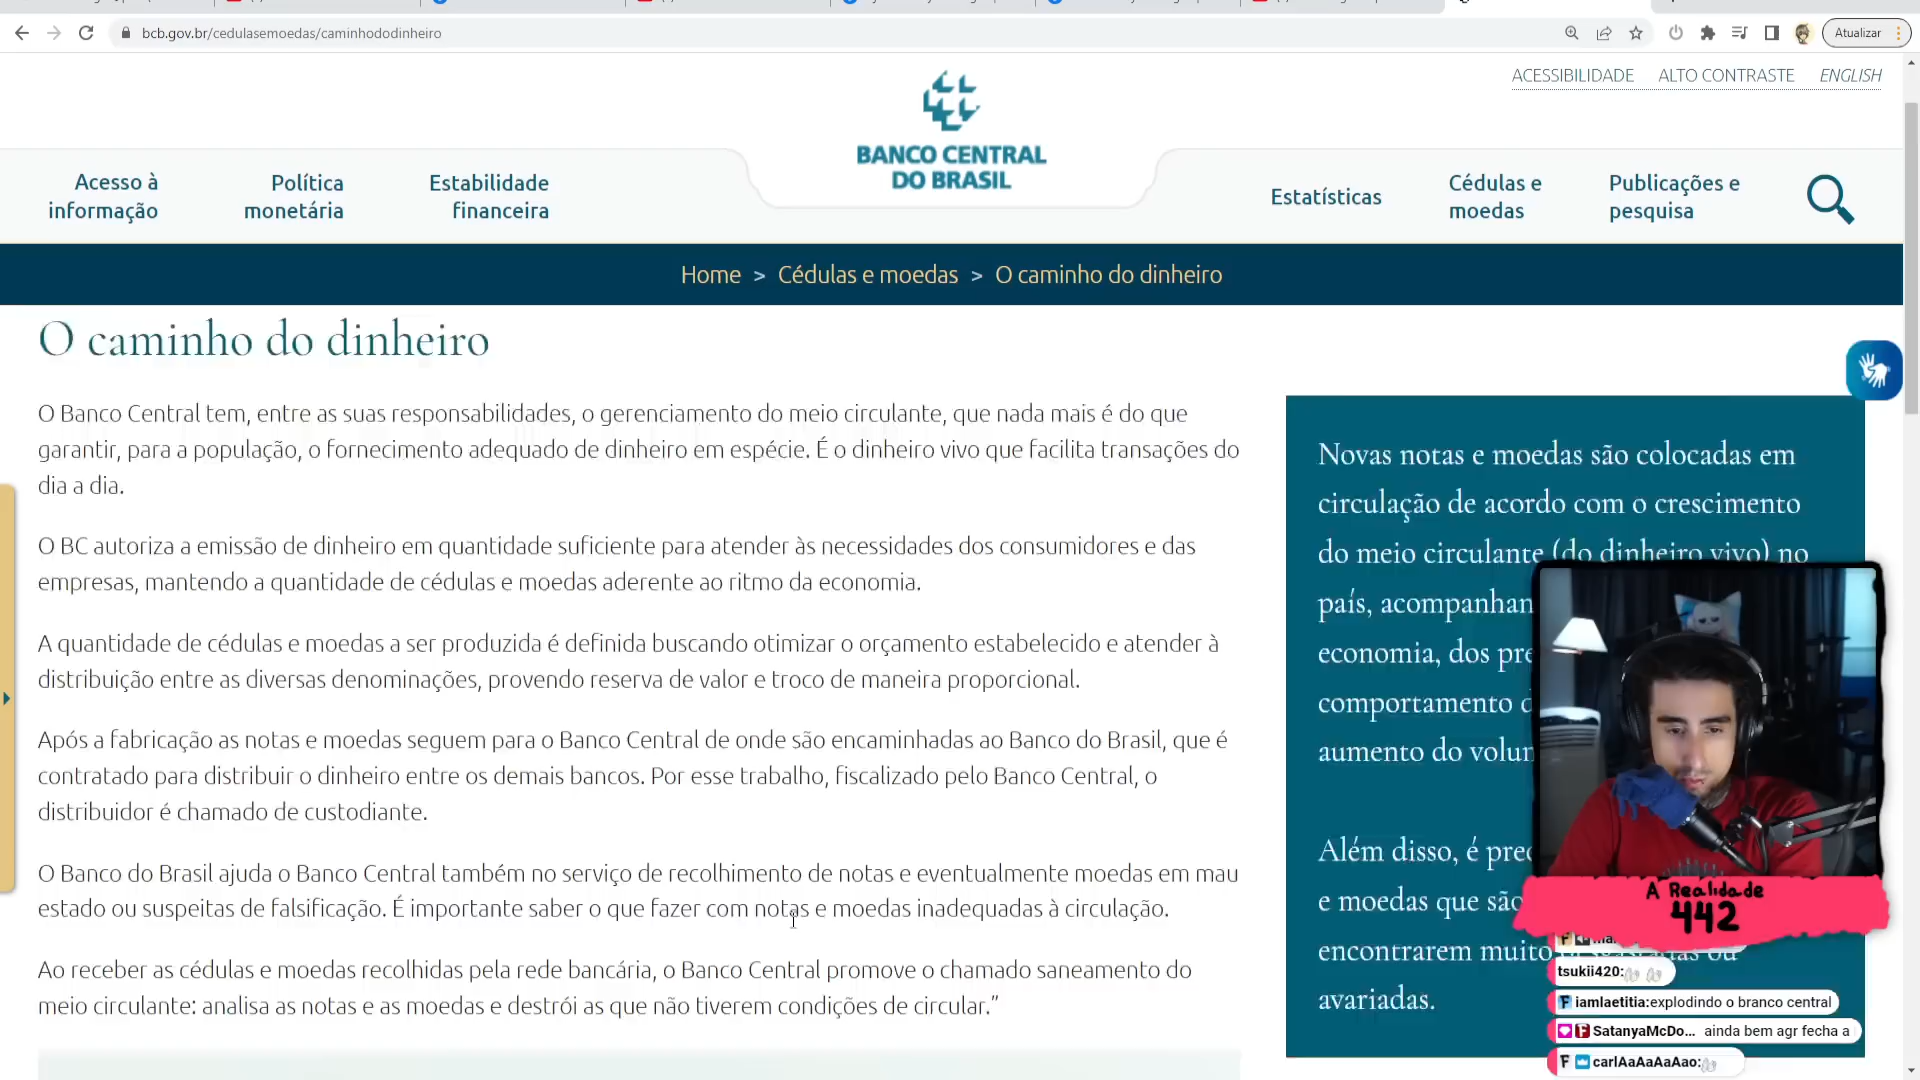 Atualizar
bcb.gov.br/cedulasemoedas/caminhododinheiro
ACESSIBILIDADE ALTO CONTRASTE ENGLISH
BANCO CENTRAL
DO BRASIL
Acesso à
informação
Política
monetária
Estabilidade
financeira
Estatísticas
Cédulas e
moedas
Publicações e
pesquisa
Home > Cédulas e moedas > O caminho do dinheiro
O caminho do dinheiro
O Banco Central tem, entre as suas responsabilidades, o gerenciamento do meio circulante, que nada mais é do que
garantir, para a população, o fornecimento adequado de dinheiro em espécie. É o dinheiro vivo que facilita transações do
dia a dia.
O BC autoriza a emissão de dinheiro em quantidade suficiente para atender às necessidades dos consumidores e das
empresas, mantendo a quantidade de cédulas e moedas aderente ao ritmo da economia.
A quantidade de cédulas e moedas a ser produzida é definida buscando otimizar o orçamento estabelecido e atender à
distribuição entre as diversas denominações, provendo reserva de valor e troco de maneira proporcional.
Após a fabricação as notas e moedas seguem para o Banco Central de onde são encaminhadas ao Banco do Brasil, que é
contratado para distribuir o dinheiro entre os demais bancos. Por esse trabalho, fiscalizado pelo Banco Central, o
distribuidor é chamado de custodiante.
O Banco do Brasil ajuda o Banco Central também no serviço de recolhimento de notas e eventualmente moedas em mau
estado ou suspeitas de falsificação. É importante saber o que fazer com notas e moedas inadequadas à circulação.
Ao receber as cédulas e moedas recolhidas pela rede bancária, o Banco Central promove o chamado saneamento do
meio circulante: analisa as notas e as moedas e destrói as que não tiverem condições de circular.”
Novas notas e moedas são colocadas em
circulação de acordo com o crescimento
do meio circulante (do dinheiro vivo) no
país, acompanhan
economia, dos pre
comportamento d
aumento do volun
Além disso, é prec
e moedas que são
encontrarem muito
avariadas.
A Realidade
442
tsukii420:
iamlaetitia:explodindo o branco central
SatanyaMcDo... ainda bem agr fecha a
carlAaAaAaAao: